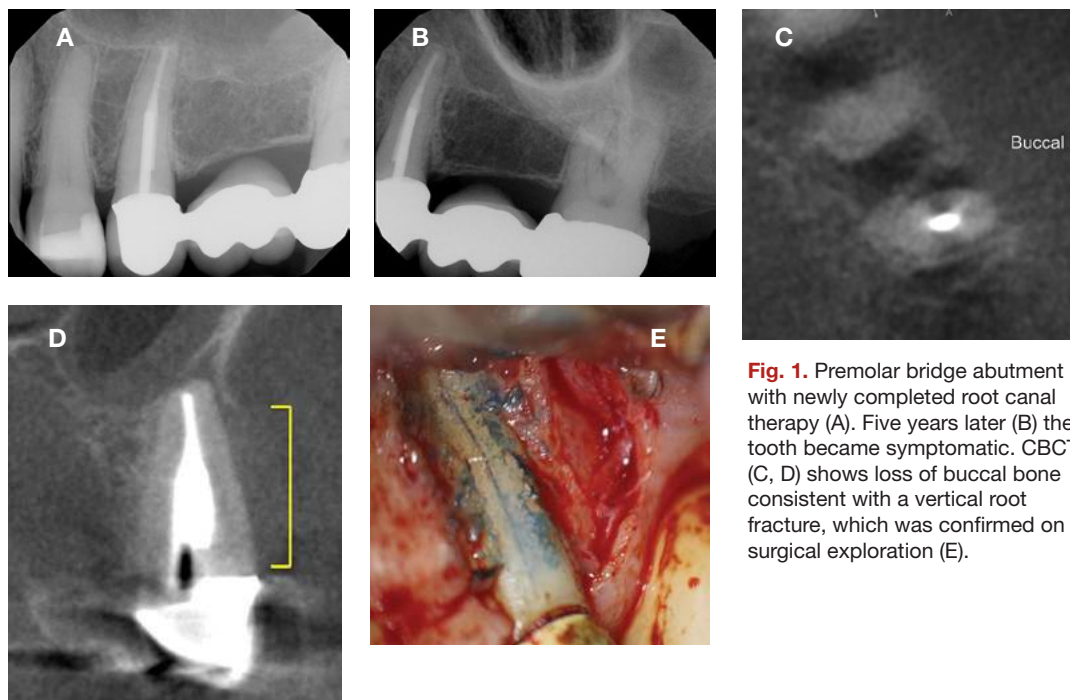 A
B
C
Buccal
D
E
Fig. 1. Premolar bridge abutment
with newly completed root canal
therapy (A). Five years later (B) the
tooth became symptomatic. CBCT
(C, D) shows loss of buccal bone
consistent with a vertical root
fracture, which was confirmed on
surgical exploration (E).